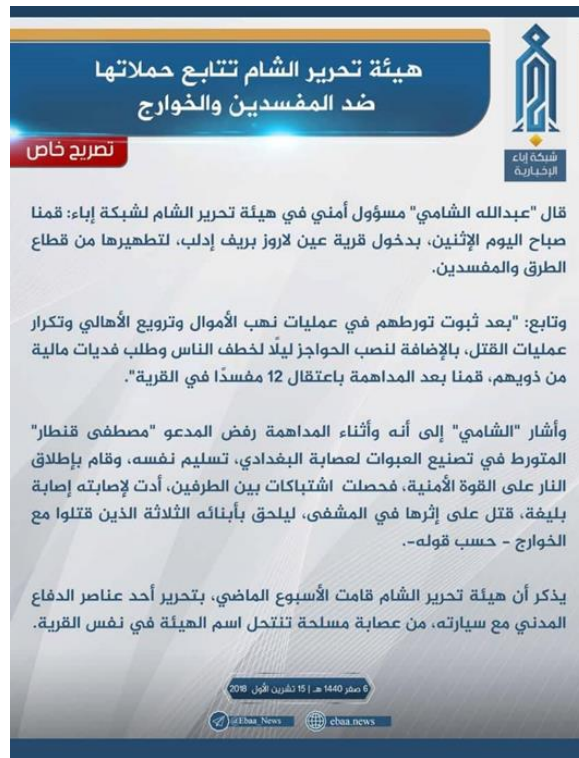 هيئة تحرير الشام تتابع حملاتها
ضد المفسدين والخوارج
شبكة إباء
الإخبارية
تصريح خاص
قال "عبدالله الشامي" مسؤول أمني في هيئة تحرير الشام لشبكة إباء: قمنا
صباح اليوم الإثنين، بدخول قرية عين لاروز بريف إدلب، لتطهيرها من قطاع
الطرق والمفسدين.
وتابع: "بعد ثبوت تورطهم في عمليات نهب الأموال وترويع الأهالي وتكرار
عمليات القتل، بالإضافة لنصب الحواجز ليلًا لخطف الناس وطلب فديات مالية
من ذويهم، قمنا بعد المداهمة باعتقال 12 مفسدًا في القرية".
وأشار "الشامي" إلى أنه وأثناء المداهمة رفض المدعو "مصطفى قنطار"
المتورط في تصنيع العبوات لعصابة البغدادي، تسليم نفسه، وقام بإطلاق
النار على القوة الأمنية، فحصلت اشتباكات بين الطرفين، أدت لإصابته إصابة
بليغة، قتل على إثرها في المشفى، ليلحق بأبنائه الثلاثة الذين قتلوا مع
الخوارج - حسب قوله-.
يذكر أن هيئة تحرير الشام قامت الأسبوع الماضي، بتحرير أحد عناصر الدفاع
المدني مع سيارته، من عصابة مسلحة تنتحل اسم الهيئة في نفس القرية.
6 صفر 1440 هـ | 15 تشرين الأول 2018
@Ebaa_News ebaa.news